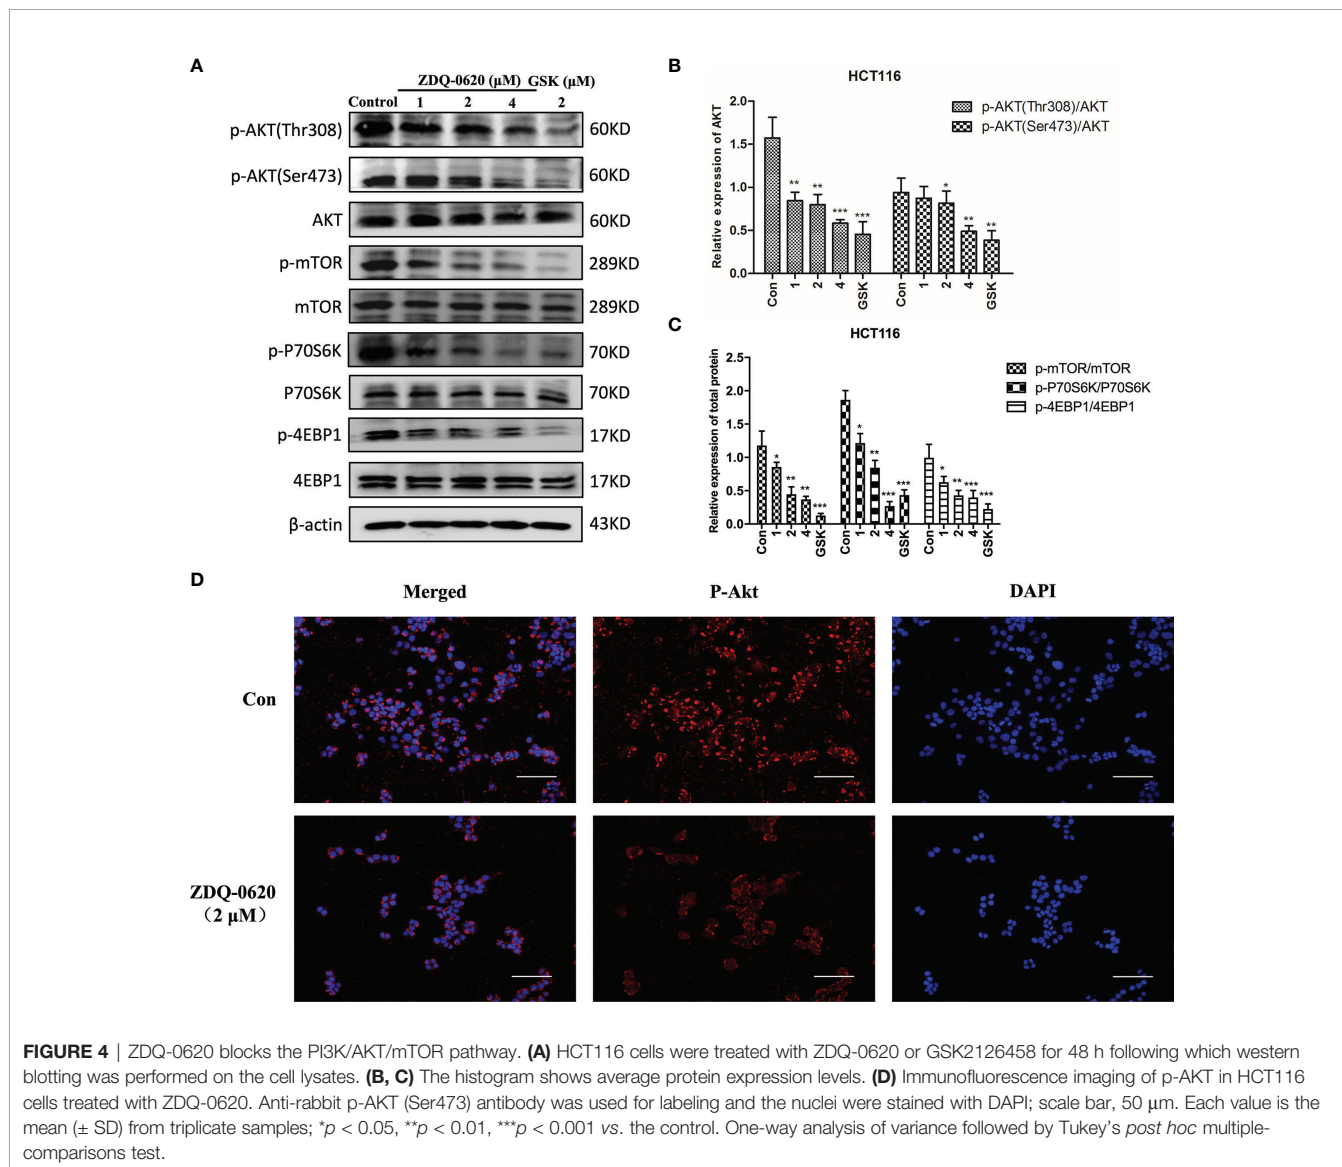 A
ZDQ-0620 (μM) GSK (μM)
Control 1 2 4 2
p-AKT(Thr308) 60KD
p-AKT(Ser473) 60KD
AKT 60KD
p-mTOR 289KD
mTOR 289KD
p-P70S6K 70KD
P70S6K 70KD
p-4EBP1 17KD
4EBP1 17KD
β-actin 43KD
B
HCT116
Relative expression of AKT
2.0
1.5
1.0
0.5
0.0
** ** *** *** * ** **
Con 1 2 4 GSK Con 1 2 4 GSK
p-AKT(Thr308)/AKT
p-AKT(Ser473)/AKT
C
HCT116
Relative expression of total protein
2.5
2.0
1.5
1.0
0.5
0.0
* ** ** *** * ** *** *** * ** *** ***
Con 1 2 4 GSK Con 1 2 4 GSK Con 1 2 4 GSK
p-mTOR/mTOR
p-P70S6K/P70S6K
p-4EBP1/4EBP1
D
Merged P-Akt DAPI
Con
ZDQ-0620
（2 μM）
FIGURE 4 | ZDQ-0620 blocks the PI3K/AKT/mTOR pathway. (A) HCT116 cells were treated with ZDQ-0620 or GSK2126458 for 48 h following which western
blotting was performed on the cell lysates. (B, C) The histogram shows average protein expression levels. (D) Immunofluorescence imaging of p-AKT in HCT116
cells treated with ZDQ-0620. Anti-rabbit p-AKT (Ser473) antibody was used for labeling and the nuclei were stained with DAPI; scale bar, 50 μm. Each value is the
mean (± SD) from triplicate samples; *p < 0.05, **p < 0.01, ***p < 0.001 vs. the control. One-way analysis of variance followed by Tukey's post hoc multiple-
comparisons test.